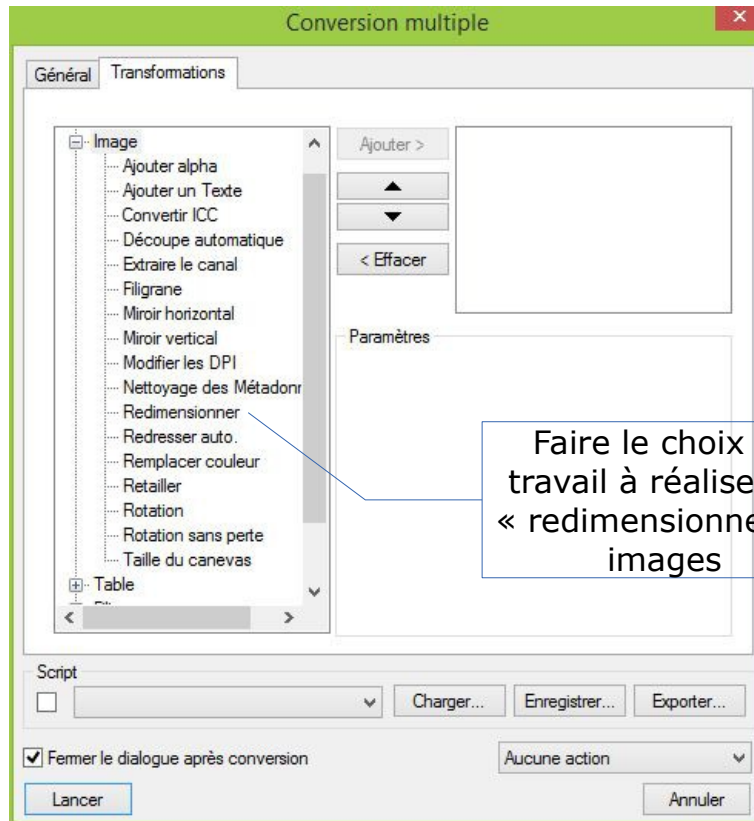 Conversion multiple
Général
Transformations
Image
Ajouter alpha
Ajouter un Texte
Convertir ICC
Découpe automatique
Extraire le canal
Filigrane
Miroir horizontal
Miroir vertical
Modifier les DPI
Nettoyage des Métadonr
Redimensionner
Redresser auto.
Remplacer couleur
Retailler
Rotation
Rotation sans perte
Taille du canevas
Table
Ajouter >
< Effacer
Paramètres
Faire le choix
travail à réalise
« redimensionne
images
Script
Charger...
Enregistrer...
Exporter...
Fermer le dialogue après conversion
Aucune action
Lancer
Annuler